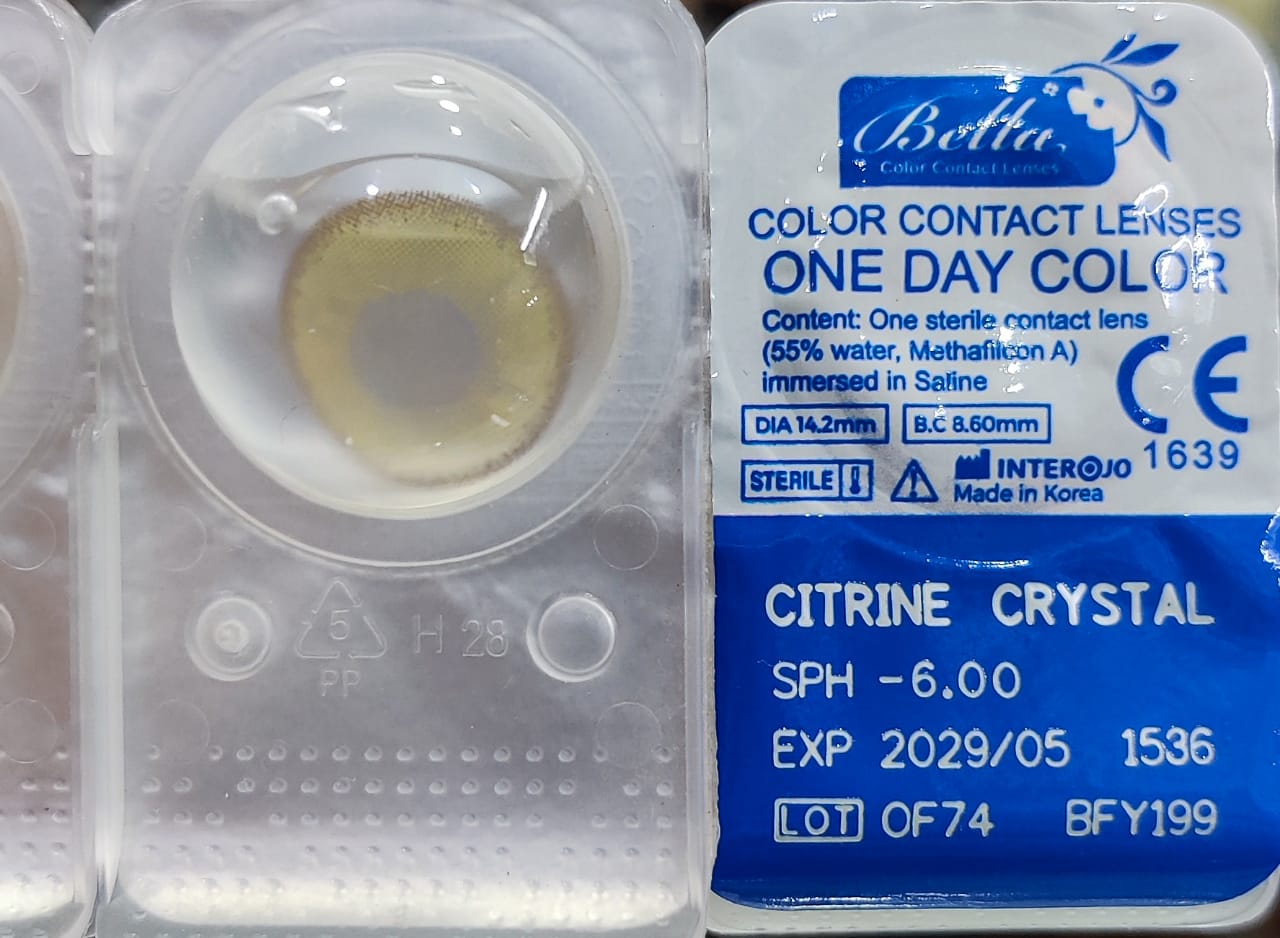 5
PP
H 28
Bella
Color Contact Lenses
COLOR CONTACT LENSES
ONE DAY COLOR
Content: One sterile contact lens
(55% water, Methafilcon A)
immersed in Saline
DIA 14.2mm B.C 8.60mm
CE
1639
STERILE
INTEROJO
Made in Korea
CITRINE CRYSTAL
SPH -6.00
EXP 2029/05 1536
LOT OF74 BFY199